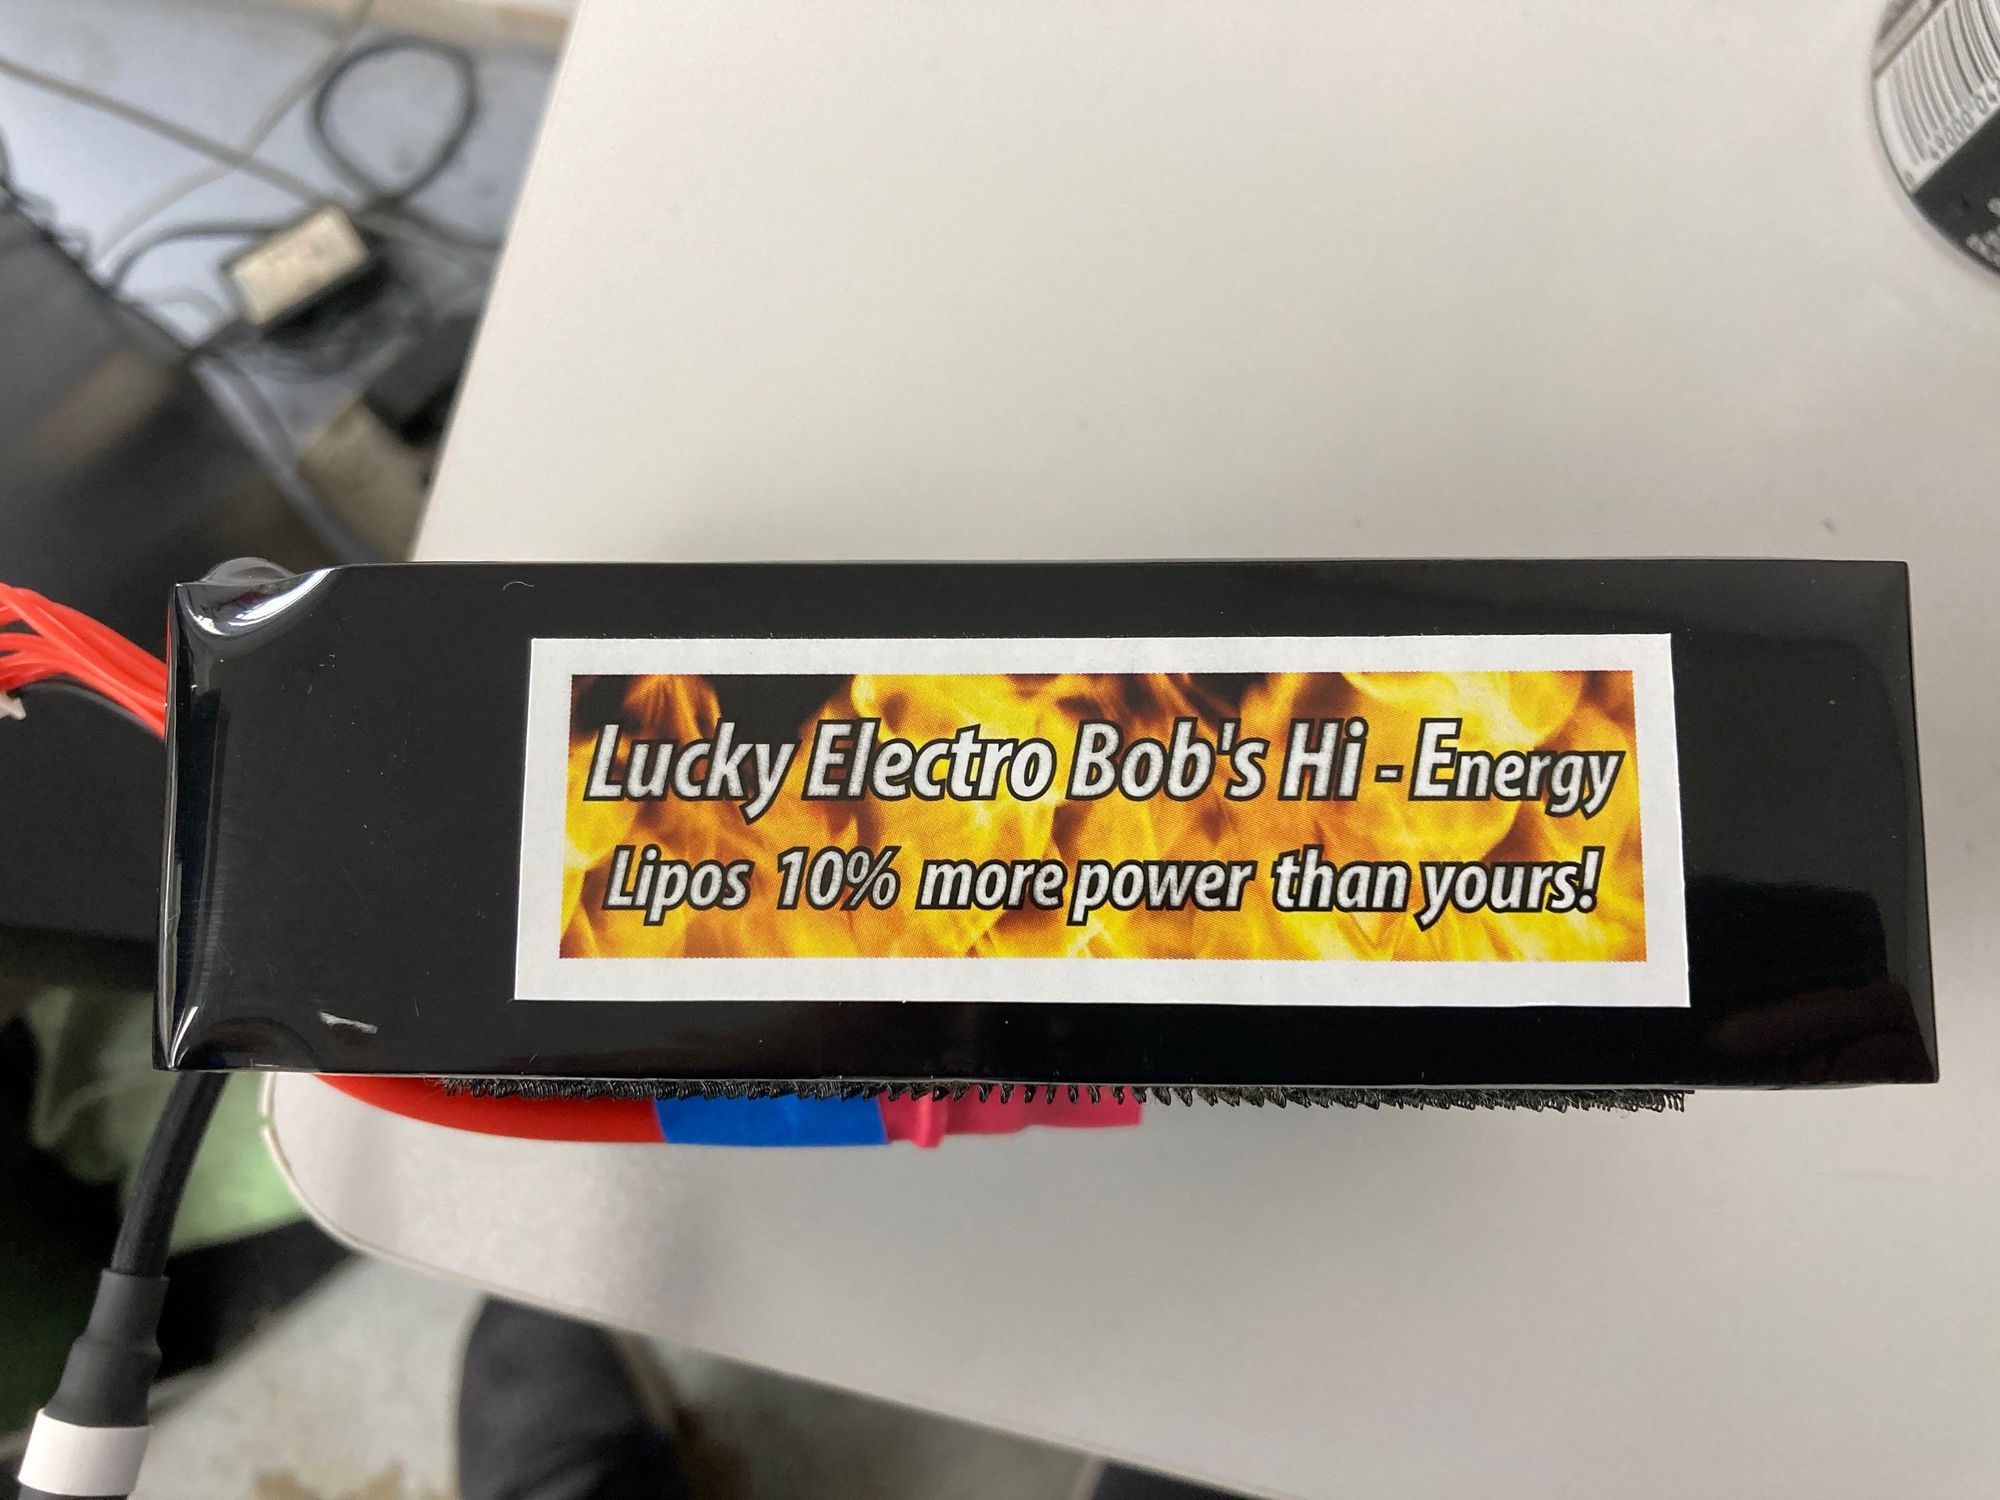 Lucky Electro Bob's Hi - Energy
Lipos 10% more power than yours!